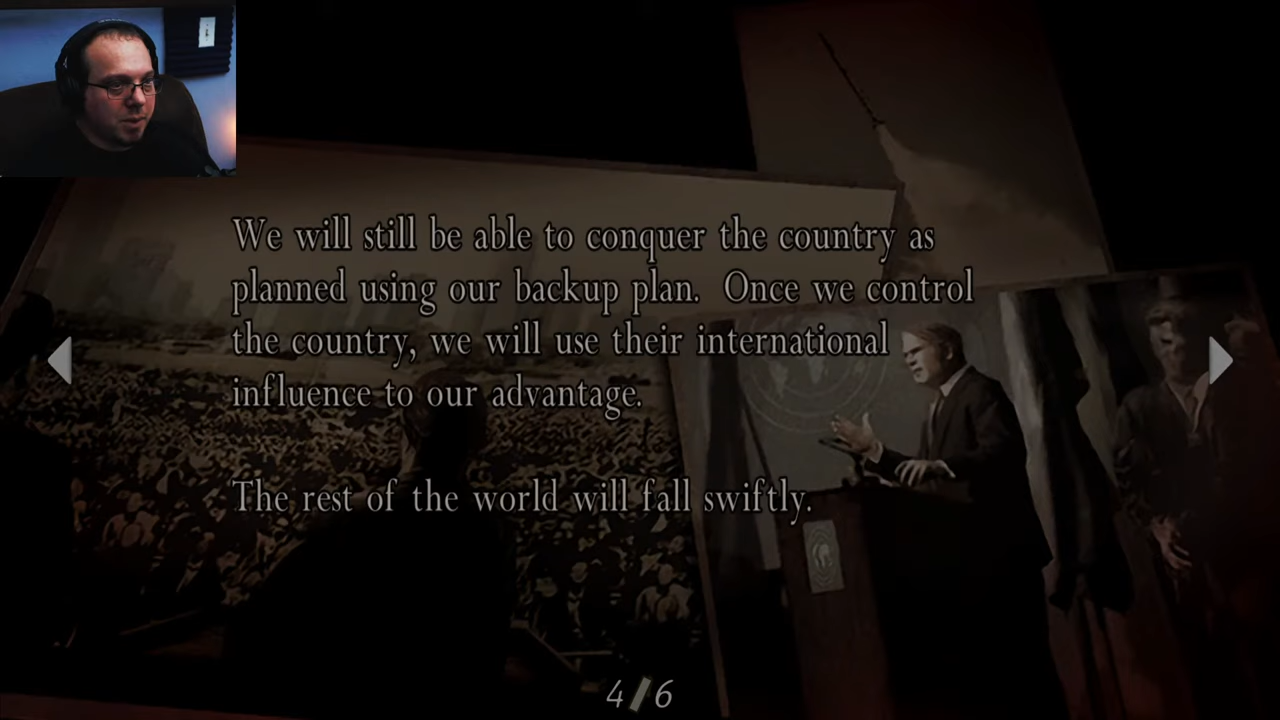 We will still be able to conquer the country as
planned using our backup plan. Once we control
the country, we will use their international
influence to our advantage.
The rest of the world will fall swiftly.
4/6